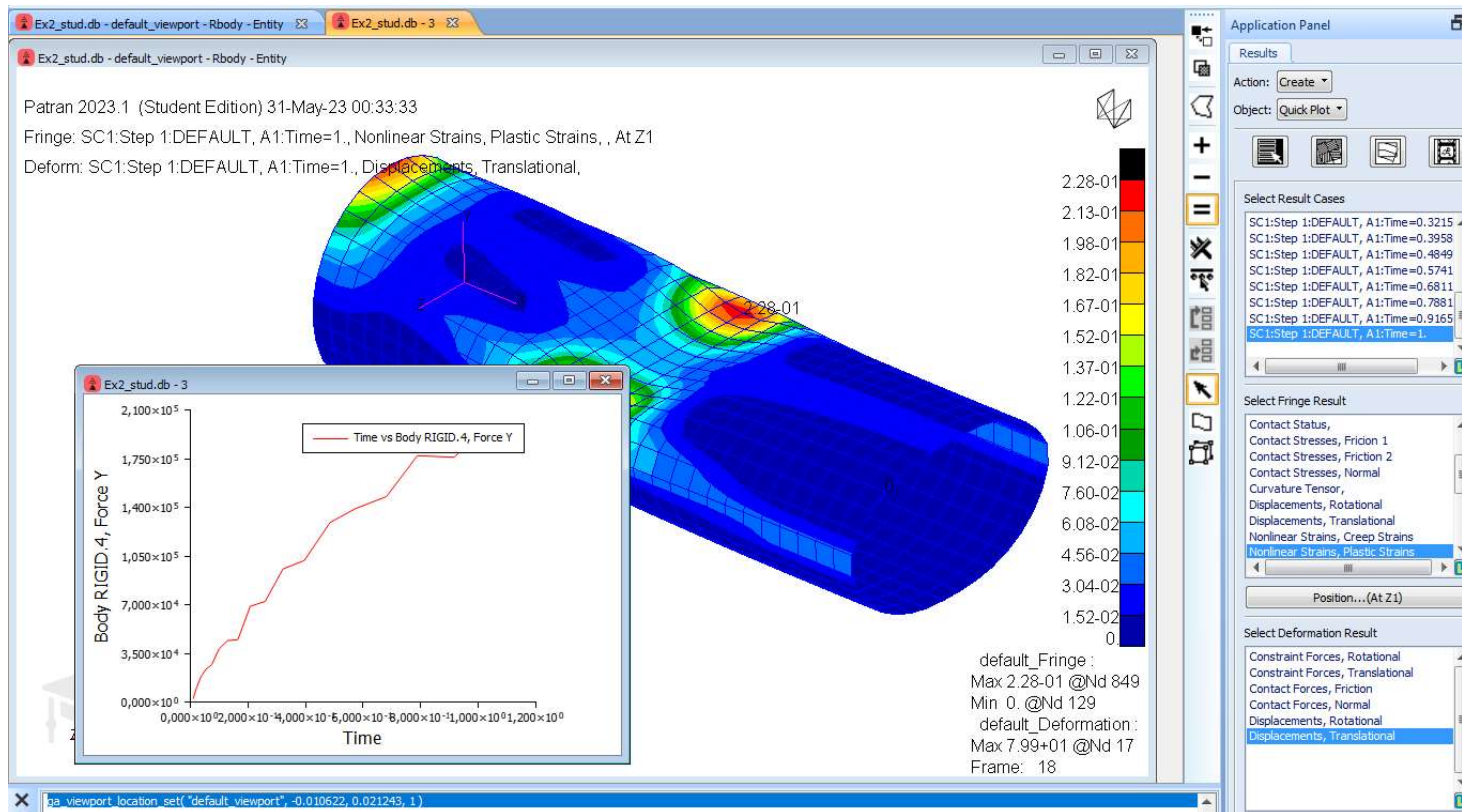 Ex2_stud.db - default_viewport - Rbody - Entity
Ex2_stud.db - 3
Ex2_stud.db - default_viewport - Rbody - Entity
Patran 2023.1 (Student Edition) 31-May-23 00:33:33
Fringe: SC1:Step 1:DEFAULT, A1:Time=1., Nonlinear Strains, Plastic Strains, , At Z1
Deform: SC1:Step 1:DEFAULT, A1:Time=1., Displacements, Translational,
2.28-01
2.28-01
2.13-01
1.98-01
1.82-01
1.67-01
1.52-01
1.37-01
1.22-01
1.06-01
9.12-02
7.60-02
6.08-02
4.56-02
3.04-02
1.52-02
0.
default_Fringe :
Max 2.28-01 @Nd 849
Min 0. @Nd 129
default_Deformation :
Max 7.99+01 @Nd 17
Frame: 18
Ex2_stud.db - 3
Time vs Body RIGID.4, Force Y
Body RIGID.4, Force Y
2,100×10⁵
1,750×10⁵
1,400×10⁵
1,050×10⁵
7,000×10⁴
3,500×10⁴
0,000×10⁰
0,000×10⁰ 2,000×10⁻¹ 4,000×10⁻¹ 6,000×10⁻¹ 8,000×10⁻¹ 1,000×10⁰ 1,200×10⁰
Time
Z
ga_viewport_location_set( "default_viewport", -0.010622, 0.021243, 1 )
Application Panel
Results
Action: Create
Object: Quick Plot
Select Result Cases
SC1:Step 1:DEFAULT, A1:Time=0.3215
SC1:Step 1:DEFAULT, A1:Time=0.3958
SC1:Step 1:DEFAULT, A1:Time=0.4849
SC1:Step 1:DEFAULT, A1:Time=0.5741
SC1:Step 1:DEFAULT, A1:Time=0.6811
SC1:Step 1:DEFAULT, A1:Time=0.7881
SC1:Step 1:DEFAULT, A1:Time=0.9165
SC1:Step 1:DEFAULT, A1:Time=1.
Select Fringe Result
Contact Status,
Contact Stresses, Fricion 1
Contact Stresses, Friction 2
Contact Stresses, Normal
Curvature Tensor,
Displacements, Rotational
Displacements, Translational
Nonlinear Strains, Creep Strains
Nonlinear Strains, Plastic Strains
Position...(At Z1)
Select Deformation Result
Constraint Forces, Rotational
Constraint Forces, Translational
Contact Forces, Friction
Contact Forces, Normal
Displacements, Rotational
Displacements, Translational